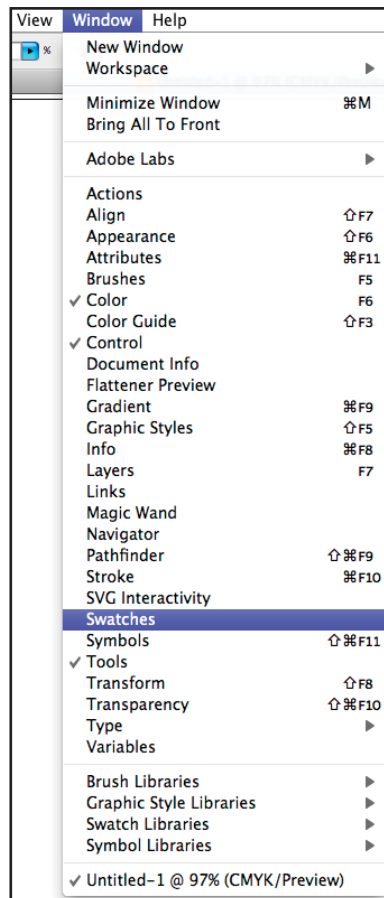 View Window Help
%
New Window
Workspace
Minimize Window ⌘M
Bring All To Front
Adobe Labs
Actions
Align ⇧F7
Appearance ⇧F6
Attributes ⌘F11
Brushes F5
✓ Color F6
Color Guide ⇧F3
✓ Control
Document Info
Flattener Preview
Gradient ⌘F9
Graphic Styles ⇧F5
Info ⌘F8
Layers F7
Links
Magic Wand
Navigator
Pathfinder ⇧⌘F9
Stroke ⌘F10
SVG Interactivity
Swatches
Symbols ⇧⌘F11
✓ Tools
Transform ⇧F8
Transparency ⇧⌘F10
Type
Variables
Brush Libraries
Graphic Style Libraries
Swatch Libraries
Symbol Libraries
✓ Untitled-1 @ 97% (CMYK/Preview)